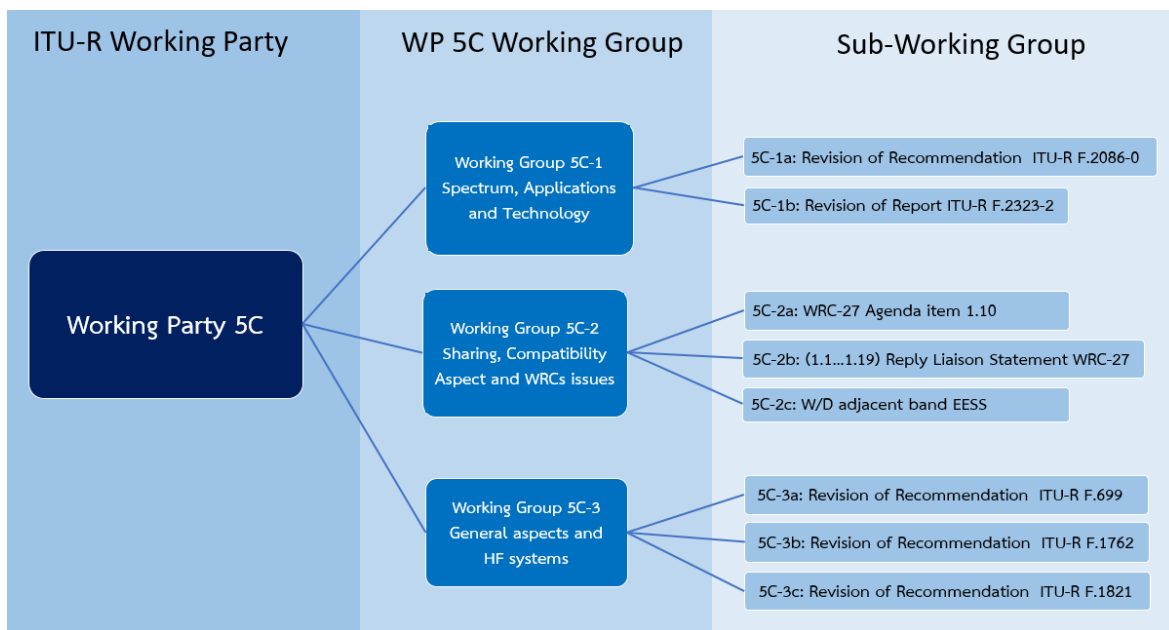 ITU-R Working Party
WP 5C Working Group
Sub-Working Group
Working Party 5C
Working Group 5C-1
Spectrum, Applications
and Technology
5C-1a: Revision of Recommendation ITU-R F.2086-0
5C-1b: Revision of Report ITU-R F.2323-2
Working Group 5C-2
Sharing, Compatibility
Aspect and WRCs issues
5C-2a: WRC-27 Agenda item 1.10
5C-2b: (1.1...1.19) Reply Liaison Statement WRC-27
5C-2c: W/D adjacent band EESS
Working Group 5C-3
General aspects and
HF systems
5C-3a: Revision of Recommendation ITU-R F.699
5C-3b: Revision of Recommendation ITU-R F.1762
5C-3c: Revision of Recommendation ITU-R F.1821